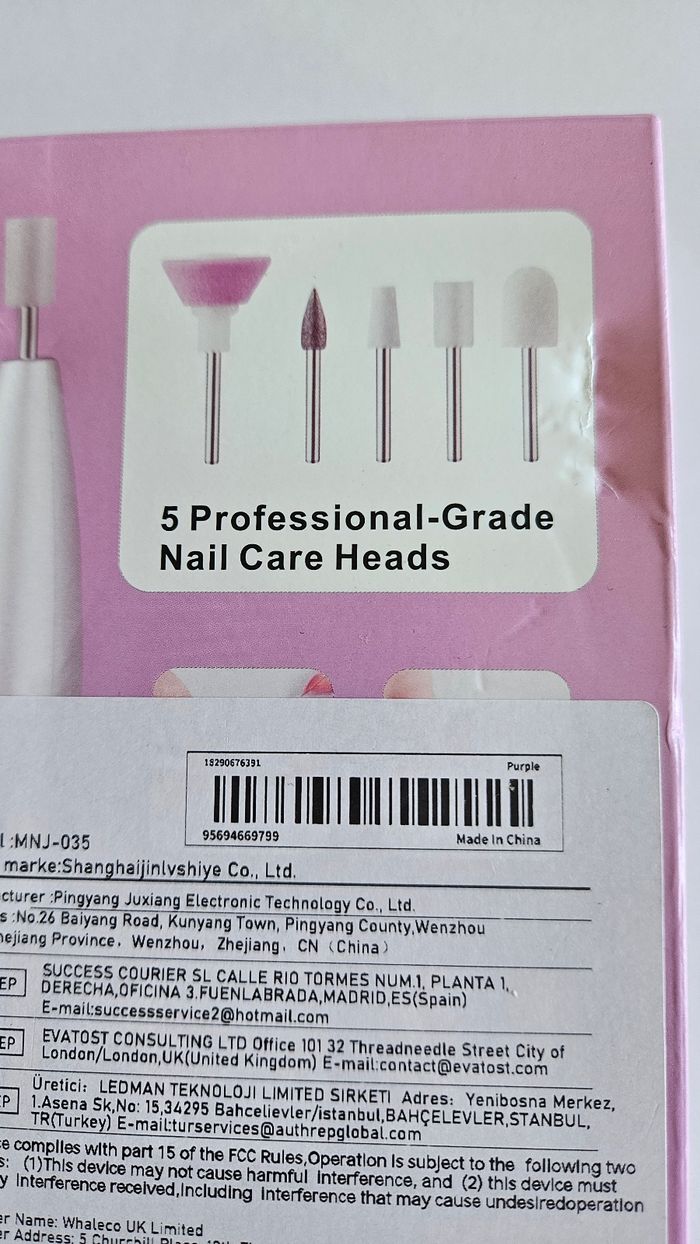 5 Professional-Grade
Nail Care Heads
18290676391 Purple
95694669799 Made In China
:MNJ-035
marke:Shanghaijinlvshiye Co., Ltd.
:Pingyang Juxiang Electronic Technology Co., Ltd.
:No.26 Baiyang Road, Kunyang Town, Pingyang County,Wenzhou
Province, Wenzhou, Zhejiang, CN (China)
EP
SUCCESS COURIER SL CALLE RIO TORMES NUM.1, PLANTA 1,
DERECHA,OFICINA 3.FUENLABRADA,MADRID,ES(Spain)
E-mail:successservice2@hotmail.com
EP
EVATOST CONSULTING LTD Office 101 32 Threadneedle Street City of
London/London,UK(United Kingdom) E-mail:contact@evatost.com
Üretici: LEDMAN TEKNOLOJI LIMITED SIRKETI Adres: Yenibosna Merkez,
1.Asena Sk,No: 15,34295 Bahcelievler/istanbul,BAHÇELEVLER,STANBUL,
TR(Turkey) E-mail:turservices@authrepglobal.com
complies with part 15 of the FCC Rules,Operation is subject to the following two
(1)This device may not cause harmful interference, and (2) this device must
interference received,including interference that may cause undesiredoperation
Name: Whaleco UK Limited
Address: 5